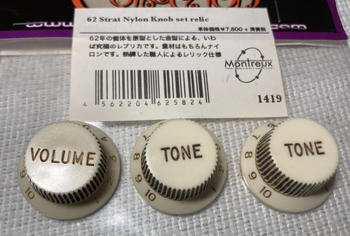 62 Strat Nylon Knob set relic
本体価格￥7,800＋消費税
62年の個体を原型とした造型による、いわ
ば究極のレプリカです。素材はもちろんナイ
ロンです。熟練した職人によるレリック仕様
4 562204 625824
Montreux
1419
VOLUME
TONE
TONE